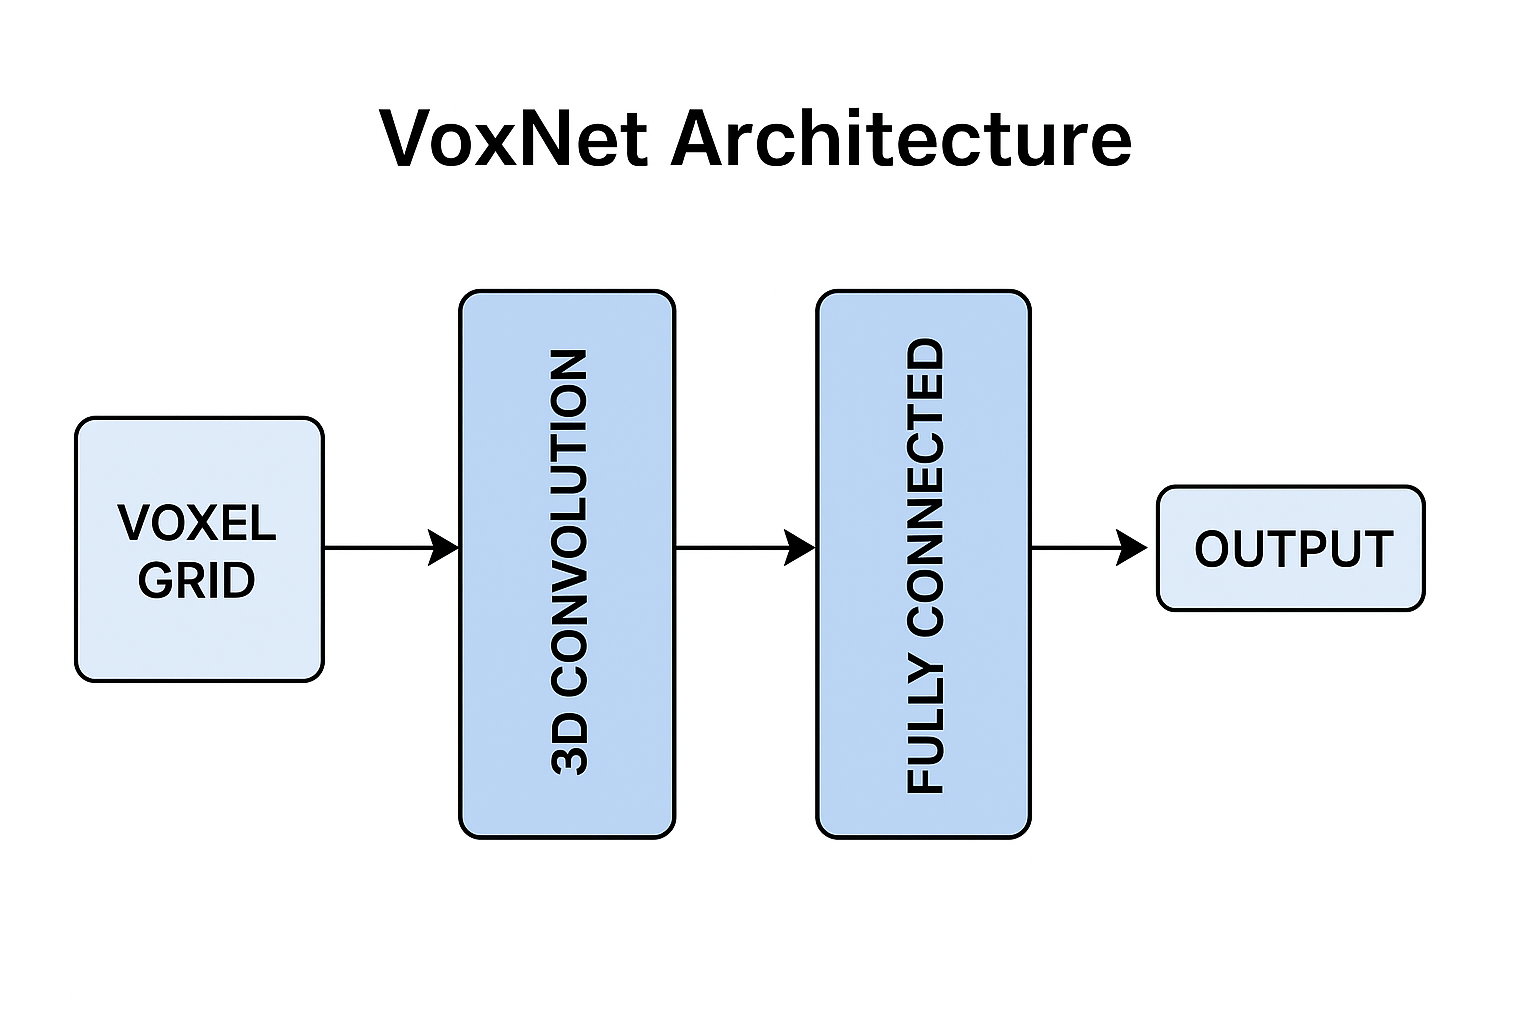 VoxNet Architecture
VOXEL
GRID
3D CONVOLUTION
FULLY CONNECTED
OUTPUT